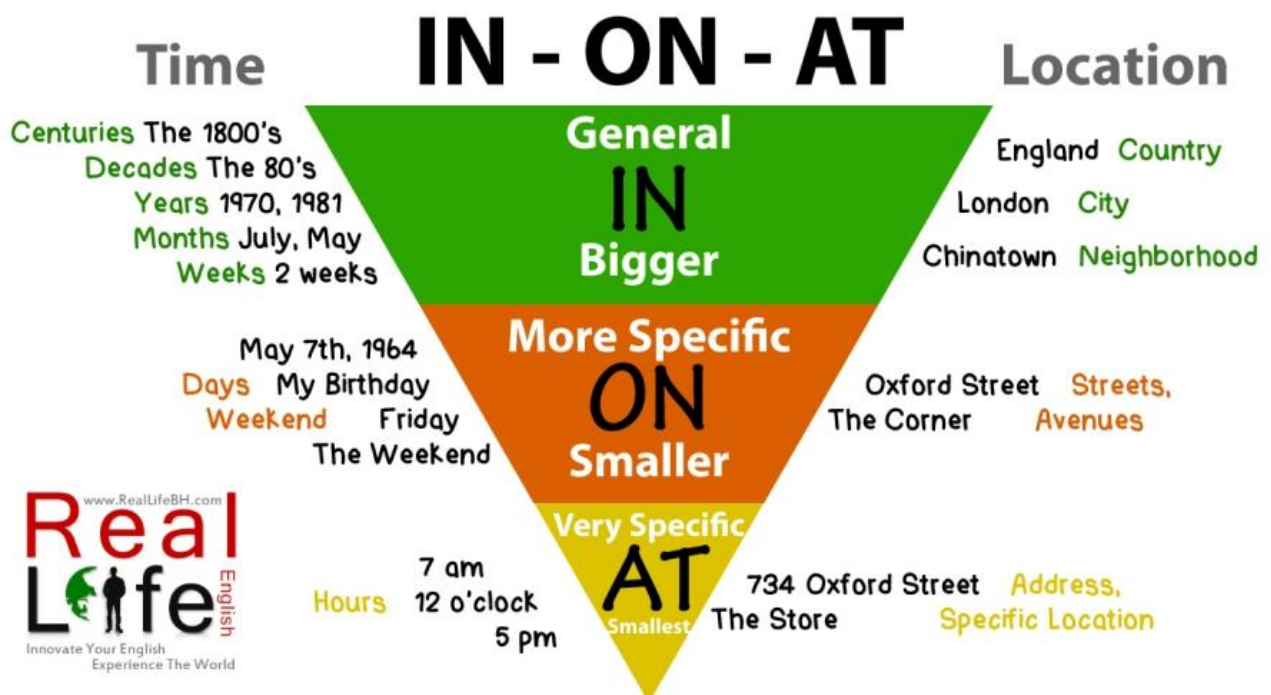 IN - ON - AT
Time
Centuries The 1800's
Decades The 80's
Years 1970, 1981
Months July, May
Weeks 2 weeks
May 7th, 1964
Days My Birthday
Weekend Friday
The Weekend
7 am
Hours 12 o'clock
5 pm
General
IN
Bigger
More Specific
ON
Smaller
Very Specific
AT
Smallest
Location
England Country
London City
Chinatown Neighborhood
Oxford Street Streets,
The Corner Avenues
734 Oxford Street Address,
The Store Specific Location
www.RealLifeBH.com
Real
Life
English
Innovate Your English
Experience The World